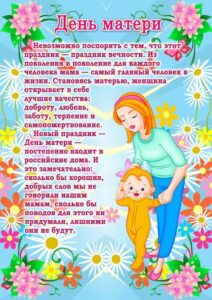 День матери
Невозможно поспорить с тем, что этот
праздник — праздник вечности. Из
поколения в поколение для каждого
человека мама — самый главный человек в
жизни. Становясь матерью, женщина
открывает в себе
лучшие качества:
доброту, любовь,
заботу, терпение и
самопожертвование.
Новый праздник —
День матери —
постепенно входит в
российские дома. И
это замечательно:
сколько бы хороших,
добрых слов мы не
говорили нашим
мамам, сколько бы
поводов для этого ни
придумали, лишними
они не будут.